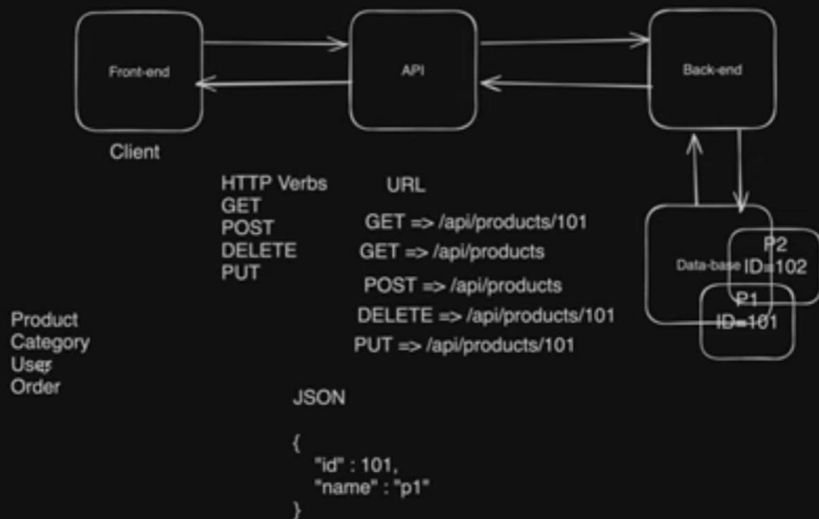 Front-end
API
Back-end
Client
HTTP Verbs
GET
POST
DELETE
PUT
URL
GET => /api/products/101
GET => /api/products
POST => /api/products
DELETE => /api/products/101
PUT => /api/products/101
Data-base
P2
ID=102
P1
ID=101
Product
Category
User
Order
JSON
{
"id" : 101,
"name" : "p1"
}